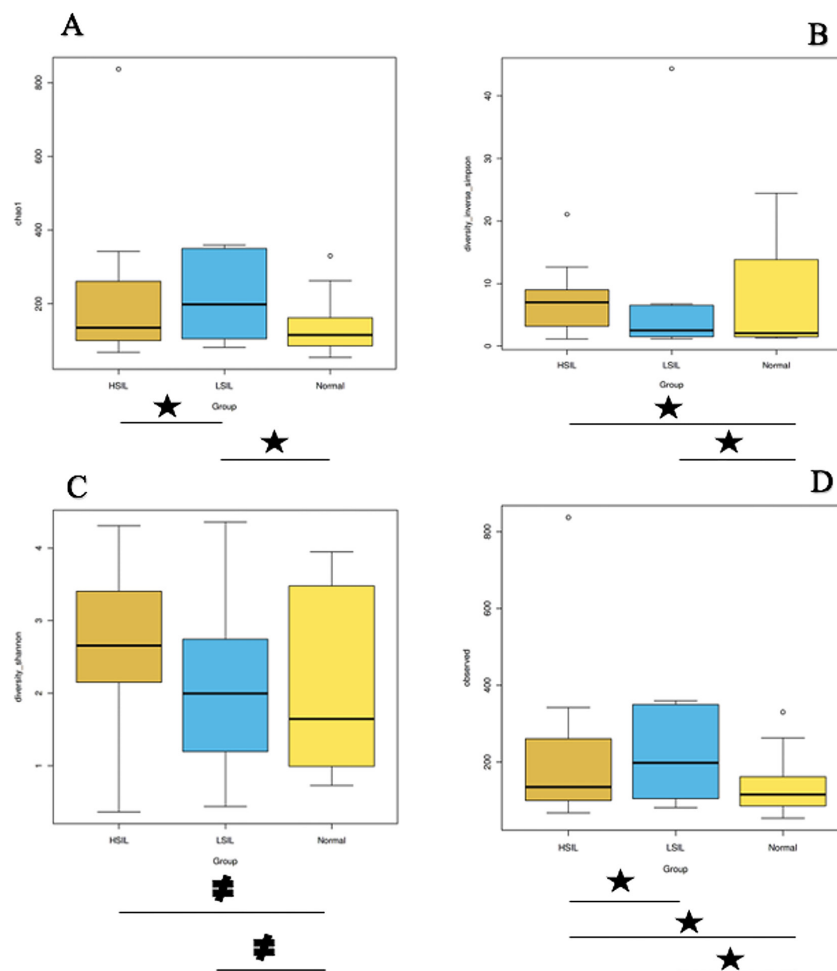 A
B
chao1
800
600
400
200
HSIL
LSIL
Normal
Group
diversity_inverse_simpson
40
30
20
10
0
HSIL
LSIL
Normal
Group
★
★
★
★
C
D
diversity_shannon
4
3
2
1
HSIL
LSIL
Normal
Group
observed
800
600
400
200
HSIL
LSIL
Normal
Group
#
#
★
★
★